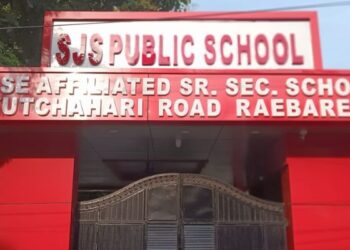 SJS PUBLIC SCHOOL
SE AFFILIATED SR. SEC. SCHO
UTCHAHARI ROAD RAEBARE